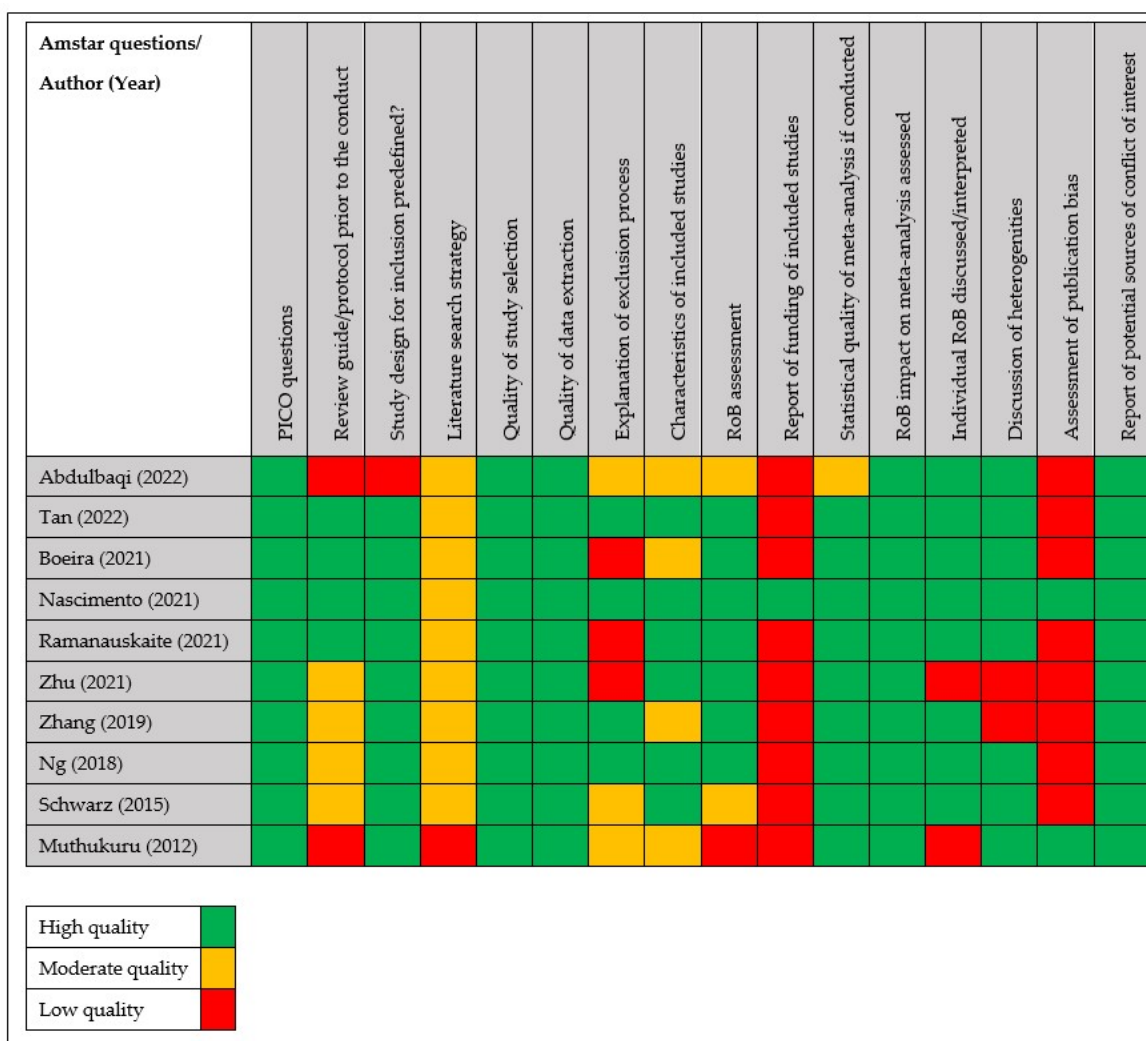 Amstar questions/
Author (Year)
PICO questions
Review guide/protocol prior to the conduct
Study design for inclusion predefined?
Literature search strategy
Quality of study selection
Quality of data extraction
Explanation of exclusion process
Characteristics of included studies
RoB assessment
Report of funding of included studies
Statistical quality of meta-analysis if conducted
RoB impact on meta-analysis assessed
Individual RoB discussed/interpreted
Discussion of heterogenities
Assessment of publication bias
Report of potential sources of conflict of interest
Abdulbaqi (2022)
Tan (2022)
Boeira (2021)
Nascimento (2021)
Ramanauskaite (2021)
Zhu (2021)
Zhang (2019)
Ng (2018)
Schwarz (2015)
Muthukuru (2012)
High quality
Moderate quality
Low quality